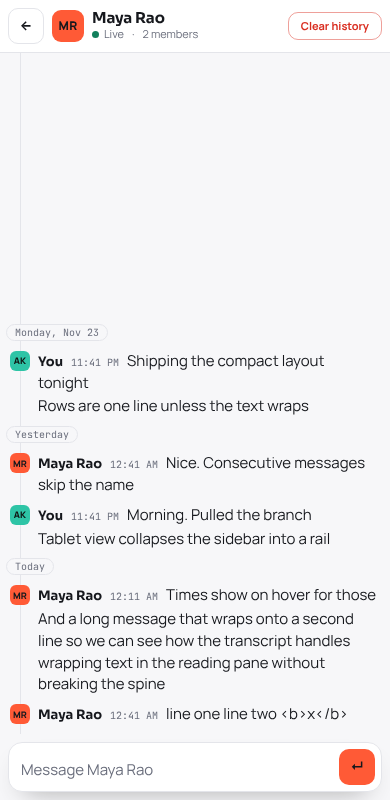 MR
Maya Rao
Clear history
Live · 2 members
Monday, Nov 23
AK You 11:41 PM Shipping the compact layout
tonight
Rows are one line unless the text wraps
Yesterday
MR Maya Rao 12:41 AM Nice. Consecutive messages
skip the name
AK You 11:41 PM Morning. Pulled the branch
Tablet view collapses the sidebar into a rail
Today
MR Maya Rao 12:11 AM Times show on hover for those
And a long message that wraps onto a second
line so we can see how the transcript handles
wrapping text in the reading pane without
breaking the spine
MR Maya Rao 12:41 AM line one line two <b>x</b>
Message Maya Rao